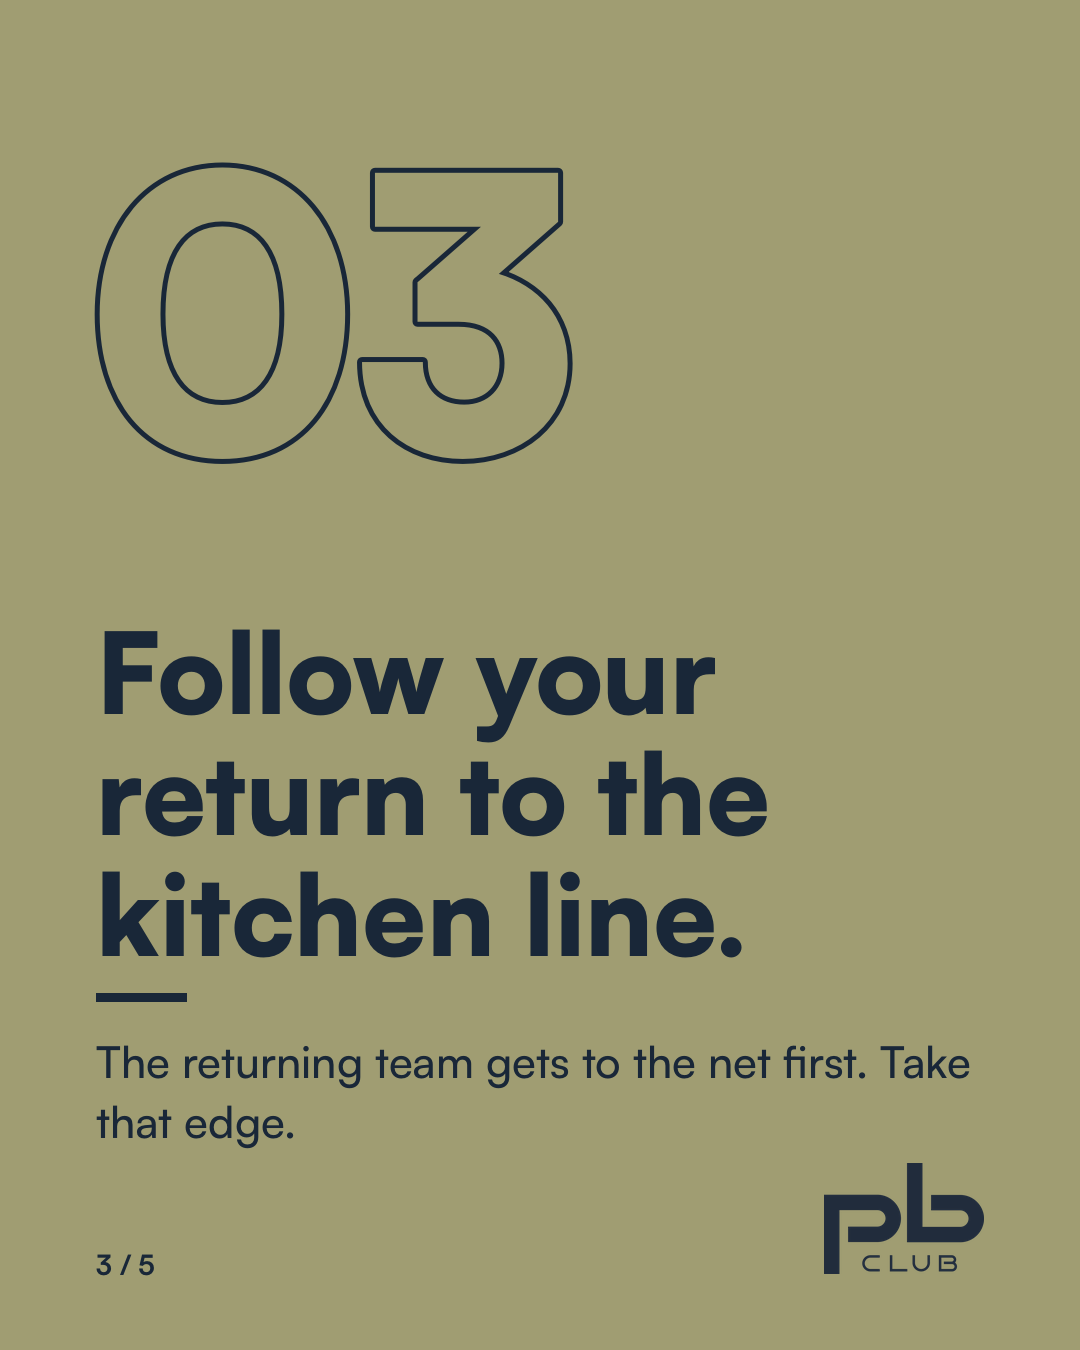 03
Follow your
return to the
kitchen line.
The returning team gets to the net first. Take
that edge.
3 / 5
pb
CLUB